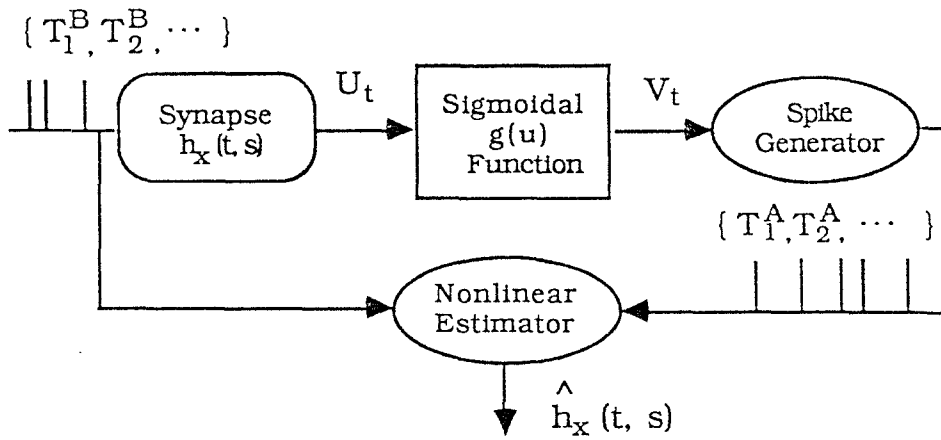 { T₁ᴮ, T₂ᴮ, ⋯ }
Synapse
hₓ(t, s)
Uₜ
Sigmoidal
g(u)
Function
Vₜ
Spike
Generator
{ T₁ᴬ, T₂ᴬ, ⋯ }
Nonlinear
Estimator
ĥₓ(t, s)